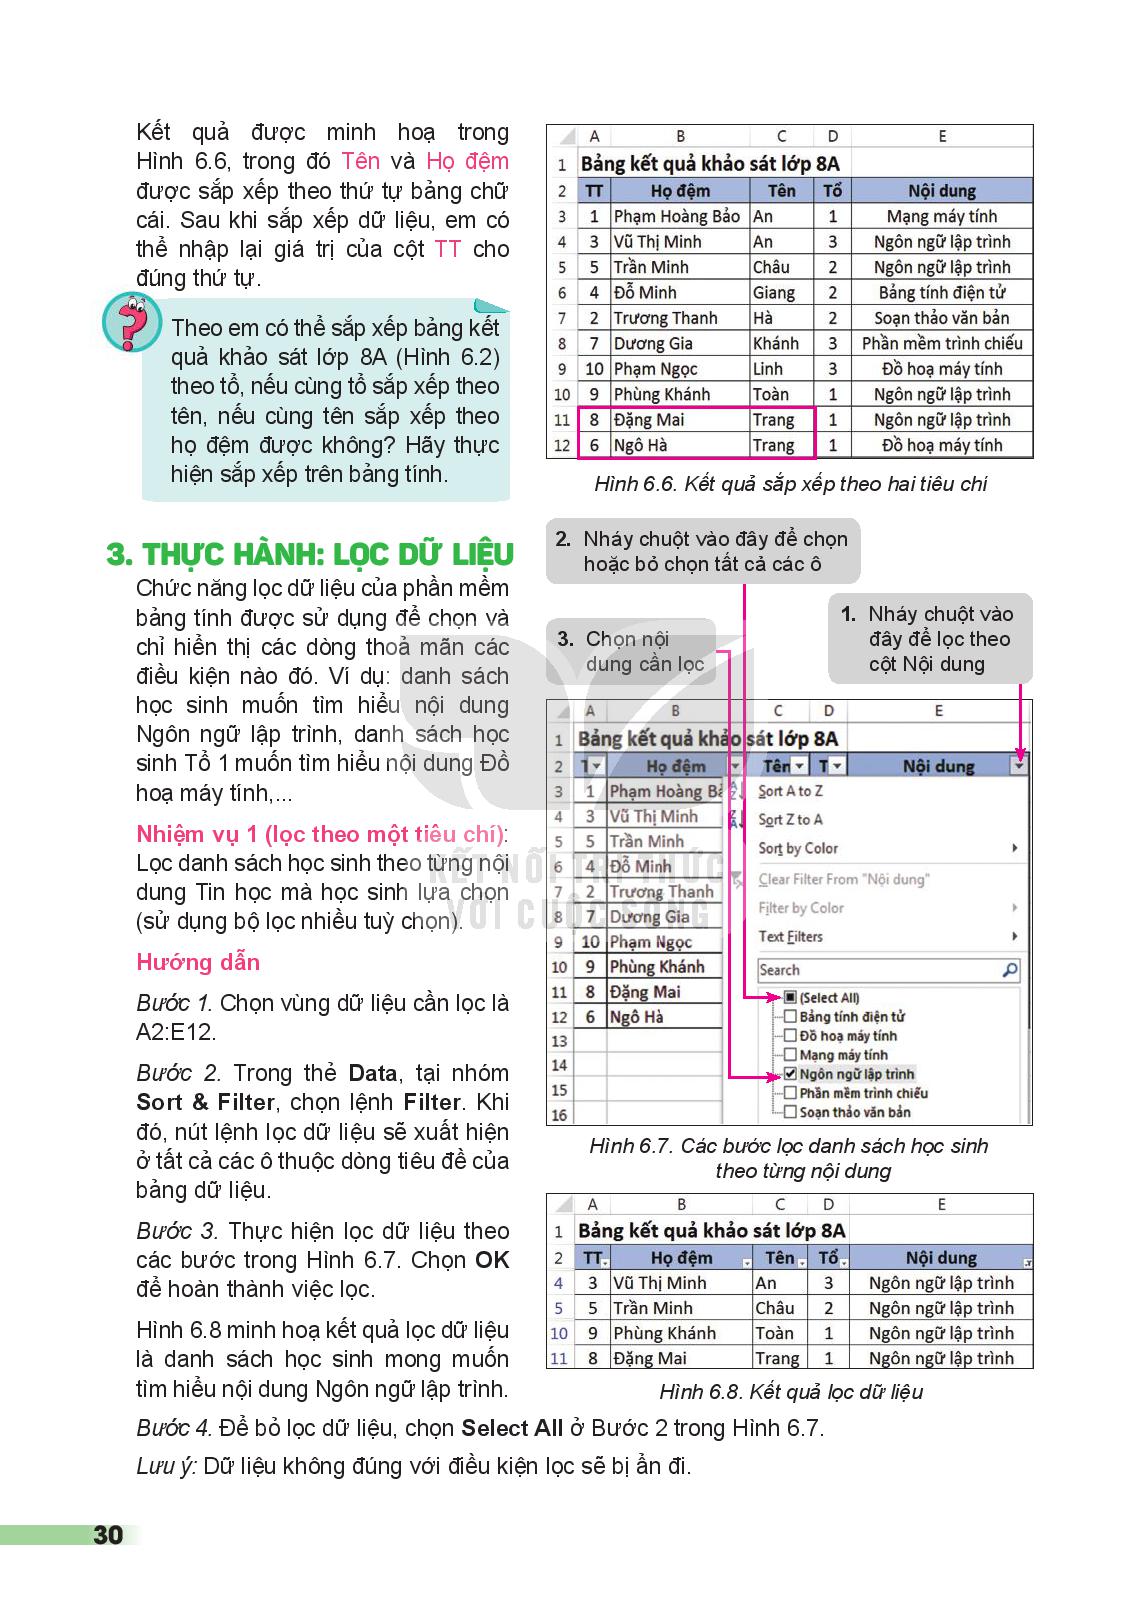 Kết quả được minh hoạ trong
Hình 6.6, trong đó Tên và Họ đệm
được sắp xếp theo thứ tự bảng chữ
cái. Sau khi sắp xếp dữ liệu, em có
thể nhập lại giá trị của cột TT cho
đúng thứ tự.
Theo em có thể sắp xếp bảng kết
quả khảo sát lớp 8A (Hình 6.2)
theo tổ, nếu cùng tổ sắp xếp theo
tên, nếu cùng tên sắp xếp theo
họ đệm được không? Hãy thực
hiện sắp xếp trên bảng tính.
A B C D E
1 Bảng kết quả khảo sát lớp 8A
2 TT Họ đệm Tên Tổ Nội dung
3 1 Phạm Hoàng Bảo An 1 Mạng máy tính
4 3 Vũ Thị Minh An 3 Ngôn ngữ lập trình
5 5 Trần Minh Châu 2 Ngôn ngữ lập trình
6 4 Đỗ Minh Giang 2 Bảng tính điện tử
7 2 Trương Thanh Hà 2 Soạn thảo văn bản
8 7 Dương Gia Khánh 3 Phần mềm trình chiếu
9 10 Phạm Ngọc Linh 3 Đồ hoạ máy tính
10 9 Phùng Khánh Toàn 1 Ngôn ngữ lập trình
11 8 Đặng Mai Trang 1 Ngôn ngữ lập trình
12 6 Ngô Hà Trang 1 Đồ hoạ máy tính
Hình 6.6. Kết quả sắp xếp theo hai tiêu chí
3. THỰC HÀNH: LỌC DỮ LIỆU
Chức năng lọc dữ liệu của phần mềm
bảng tính được sử dụng để chọn và
chỉ hiển thị các dòng thoả mãn các
điều kiện nào đó. Ví dụ: danh sách
học sinh muốn tìm hiểu nội dung
Ngôn ngữ lập trình, danh sách học
sinh Tổ 1 muốn tìm hiểu nội dung Đồ
hoạ máy tính,...
Nhiệm vụ 1 (lọc theo một tiêu chí):
Lọc danh sách học sinh theo từng nội
dung Tin học mà học sinh lựa chọn
(sử dụng bộ lọc nhiều tuỳ chọn).
Hướng dẫn
Bước 1. Chọn vùng dữ liệu cần lọc là
A2:E12.
Bước 2. Trong thẻ Data, tại nhóm
Sort & Filter, chọn lệnh Filter. Khi
đó, nút lệnh lọc dữ liệu sẽ xuất hiện
ở tất cả các ô thuộc dòng tiêu đề của
bảng dữ liệu.
Bước 3. Thực hiện lọc dữ liệu theo
các bước trong Hình 6.7. Chọn OK
để hoàn thành việc lọc.
Hình 6.8 minh hoạ kết quả lọc dữ liệu
là danh sách học sinh mong muốn
tìm hiểu nội dung Ngôn ngữ lập trình.
2. Nháy chuột vào đây để chọn
hoặc bỏ chọn tất cả các ô
1. Nháy chuột vào
đây để lọc theo
cột Nội dung
3. Chọn nội
dung cần lọc
A B C D E
1 Bảng kết quả khảo sát lớp 8A
2 T Họ đệm Tên T Nội dung
3 1 Phạm Hoàng Bả
4 3 Vũ Thị Minh
5 5 Trần Minh
6 4 Đỗ Minh
7 2 Trương Thanh
8 7 Dương Gia
9 10 Phạm Ngọc
10 9 Phùng Khánh
11 8 Đặng Mai
12 6 Ngô Hà
13
14
15
16
Sort A to Z
Sort Z to A
Sort by Color
Clear Filter From "Nội dung"
Filter by Color
Text Filters
Search
(Select All)
Bảng tính điện tử
Đồ hoạ máy tính
Mạng máy tính
Ngôn ngữ lập trình
Phần mềm trình chiếu
Soạn thảo văn bản
KẾT NỐI TRI THỨC
VỚI CUỘC SỐNG
Hình 6.7. Các bước lọc danh sách học sinh
theo từng nội dung
A B C D E
1 Bảng kết quả khảo sát lớp 8A
2 TT Họ đệm Tên Tổ Nội dung
4 3 Vũ Thị Minh An 3 Ngôn ngữ lập trình
5 5 Trần Minh Châu 2 Ngôn ngữ lập trình
10 9 Phùng Khánh Toàn 1 Ngôn ngữ lập trình
11 8 Đặng Mai Trang 1 Ngôn ngữ lập trình
Hình 6.8. Kết quả lọc dữ liệu
Bước 4. Để bỏ lọc dữ liệu, chọn Select All ở Bước 2 trong Hình 6.7.
Lưu ý: Dữ liệu không đúng với điều kiện lọc sẽ bị ẩn đi.
30